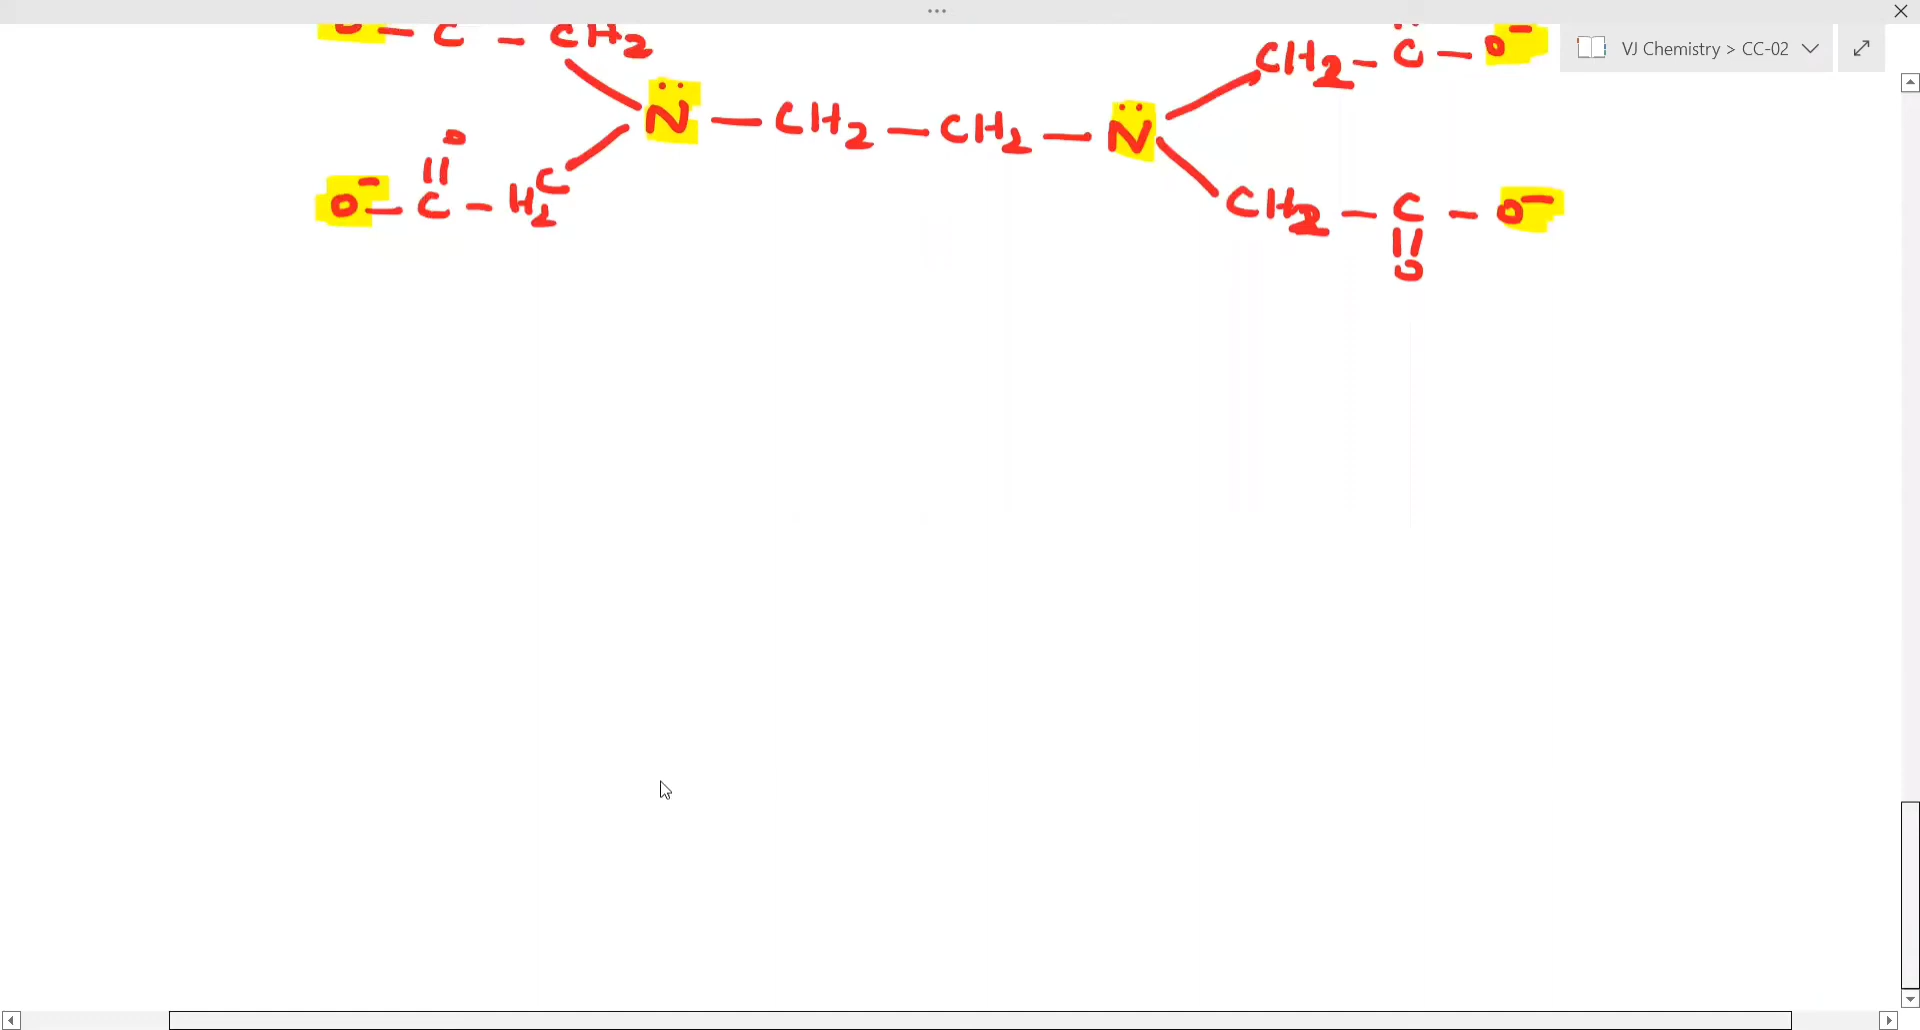 VJ Chemistry > CC-02
O — C — CH2
CH2 — C — O⁻
N̈ — CH2 — CH2 — N̈
O
O⁻ — C — H2C
CH2 — C — O⁻
O